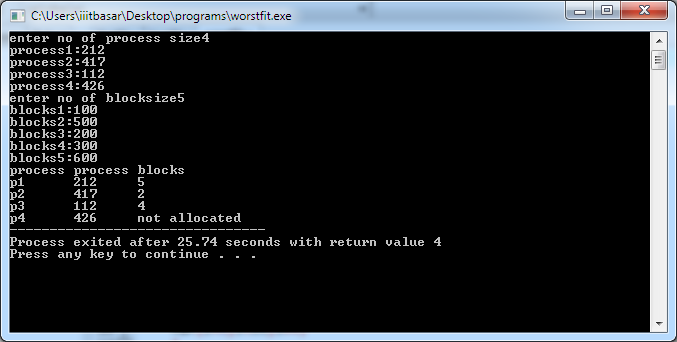 C:\Users\iiitbasar\Desktop\programs\worstfit.exe
enter no of process size4
process1:212
process2:417
process3:112
process4:426
enter no of blocksize5
blocks1:100
blocks2:500
blocks3:200
blocks4:300
blocks5:600
process process blocks
p1 212 5
p2 417 2
p3 112 4
p4 426 not allocated
--------------------------------
Process exited after 25.74 seconds with return value 4
Press any key to continue . . .